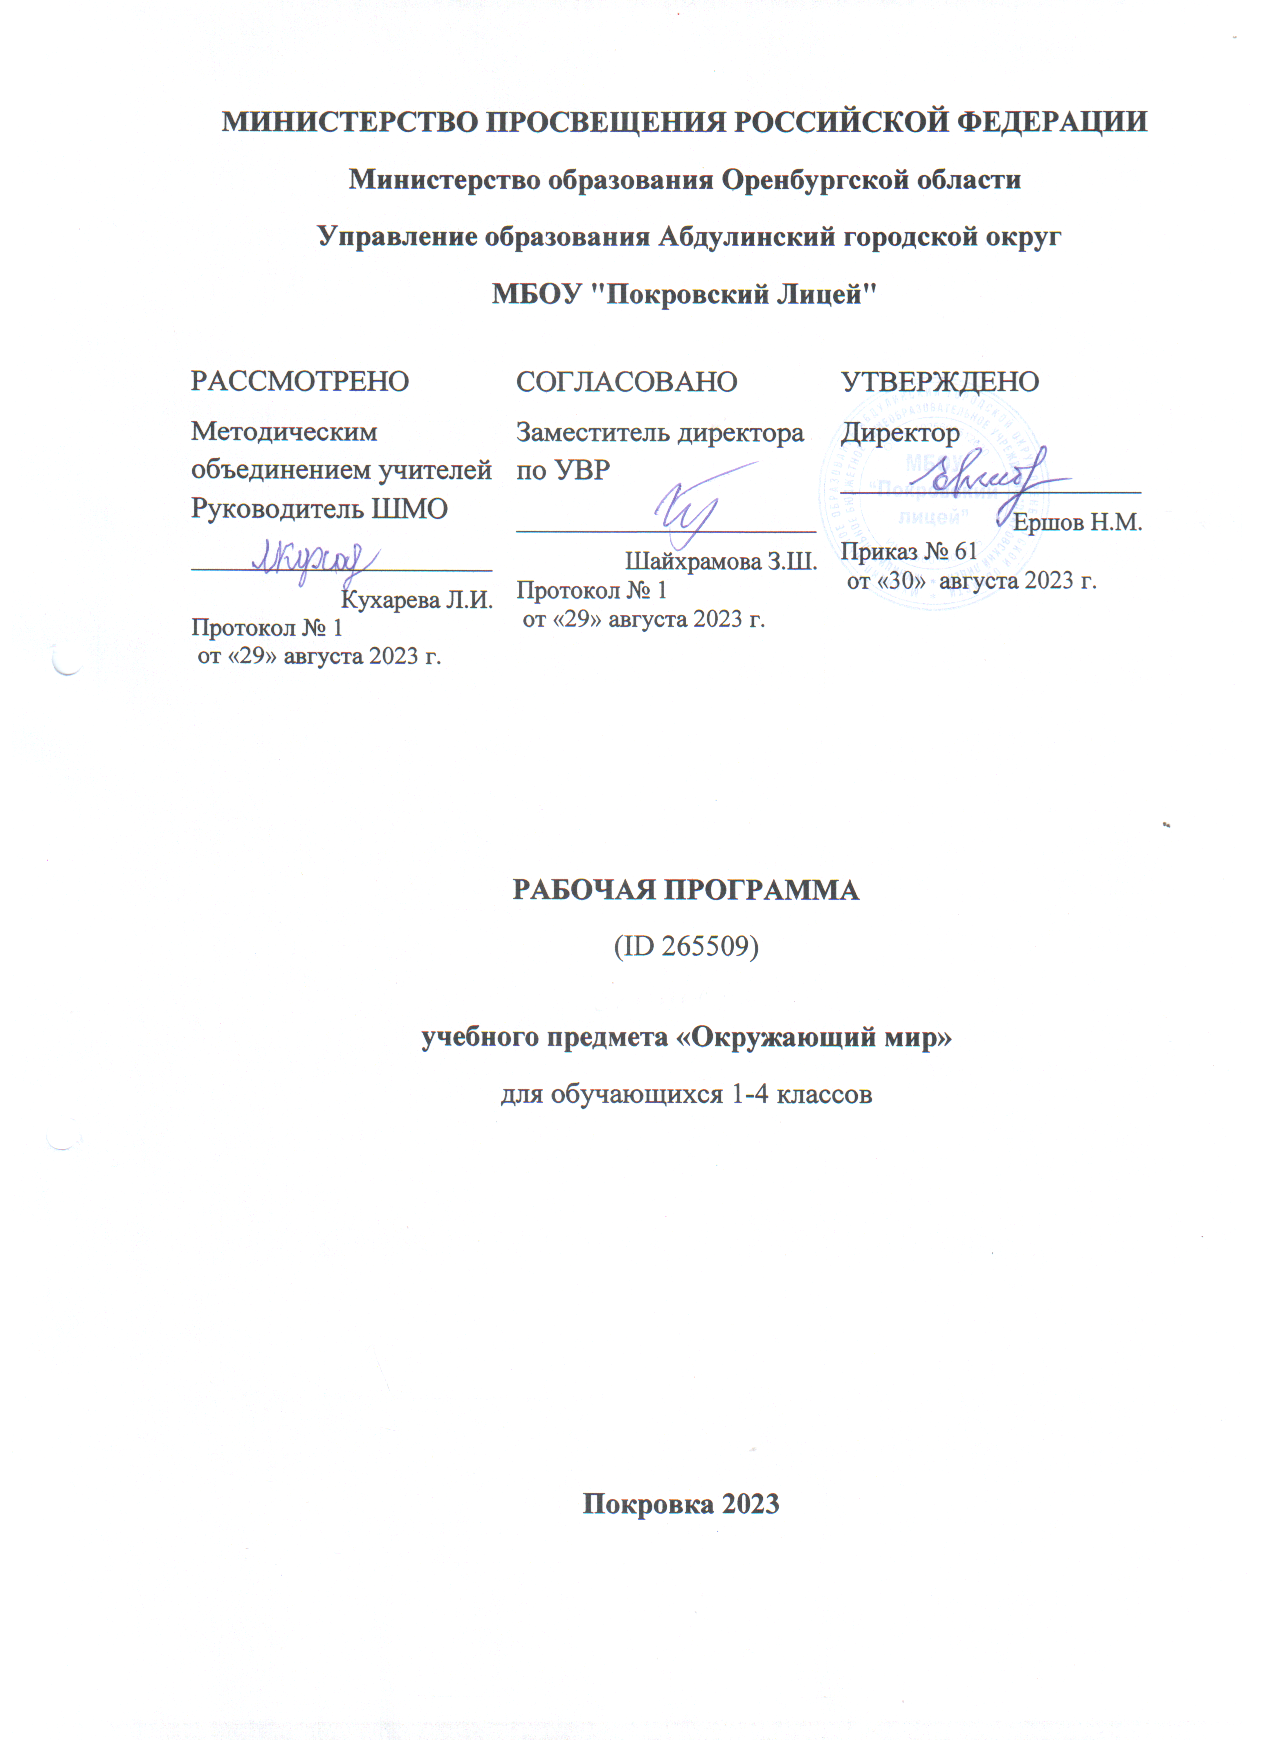 МИНИСТЕРСТВО ПРОСВЕЩЕНИЯ РОССИЙСКОЙ ФЕДЕРАЦИИ
Министерство образования Оренбургской области
Управление образования Абдулинский городской округ
МБОУ "Покровский Лицей"
РАССМОТРЕНО
Методическим
объединением учителей
Руководитель ШМО
Кухарева Л.И.
Протокол № 1
от «29» августа 2023 г.
СОГЛАСОВАНО
Заместитель директора
по УВР
Шайхрамова З.Ш.
Протокол № 1
от «29» августа 2023 г.
УТВЕРЖДЕНО
Директор
МБОУ
"Покровский
лицей"
Ершов Н.М.
Приказ № 61
от «30» августа 2023 г.
РАБОЧАЯ ПРОГРАММА
(ID 265509)
учебного предмета «Окружающий мир»
для обучающихся 1-4 классов
Покровка 2023